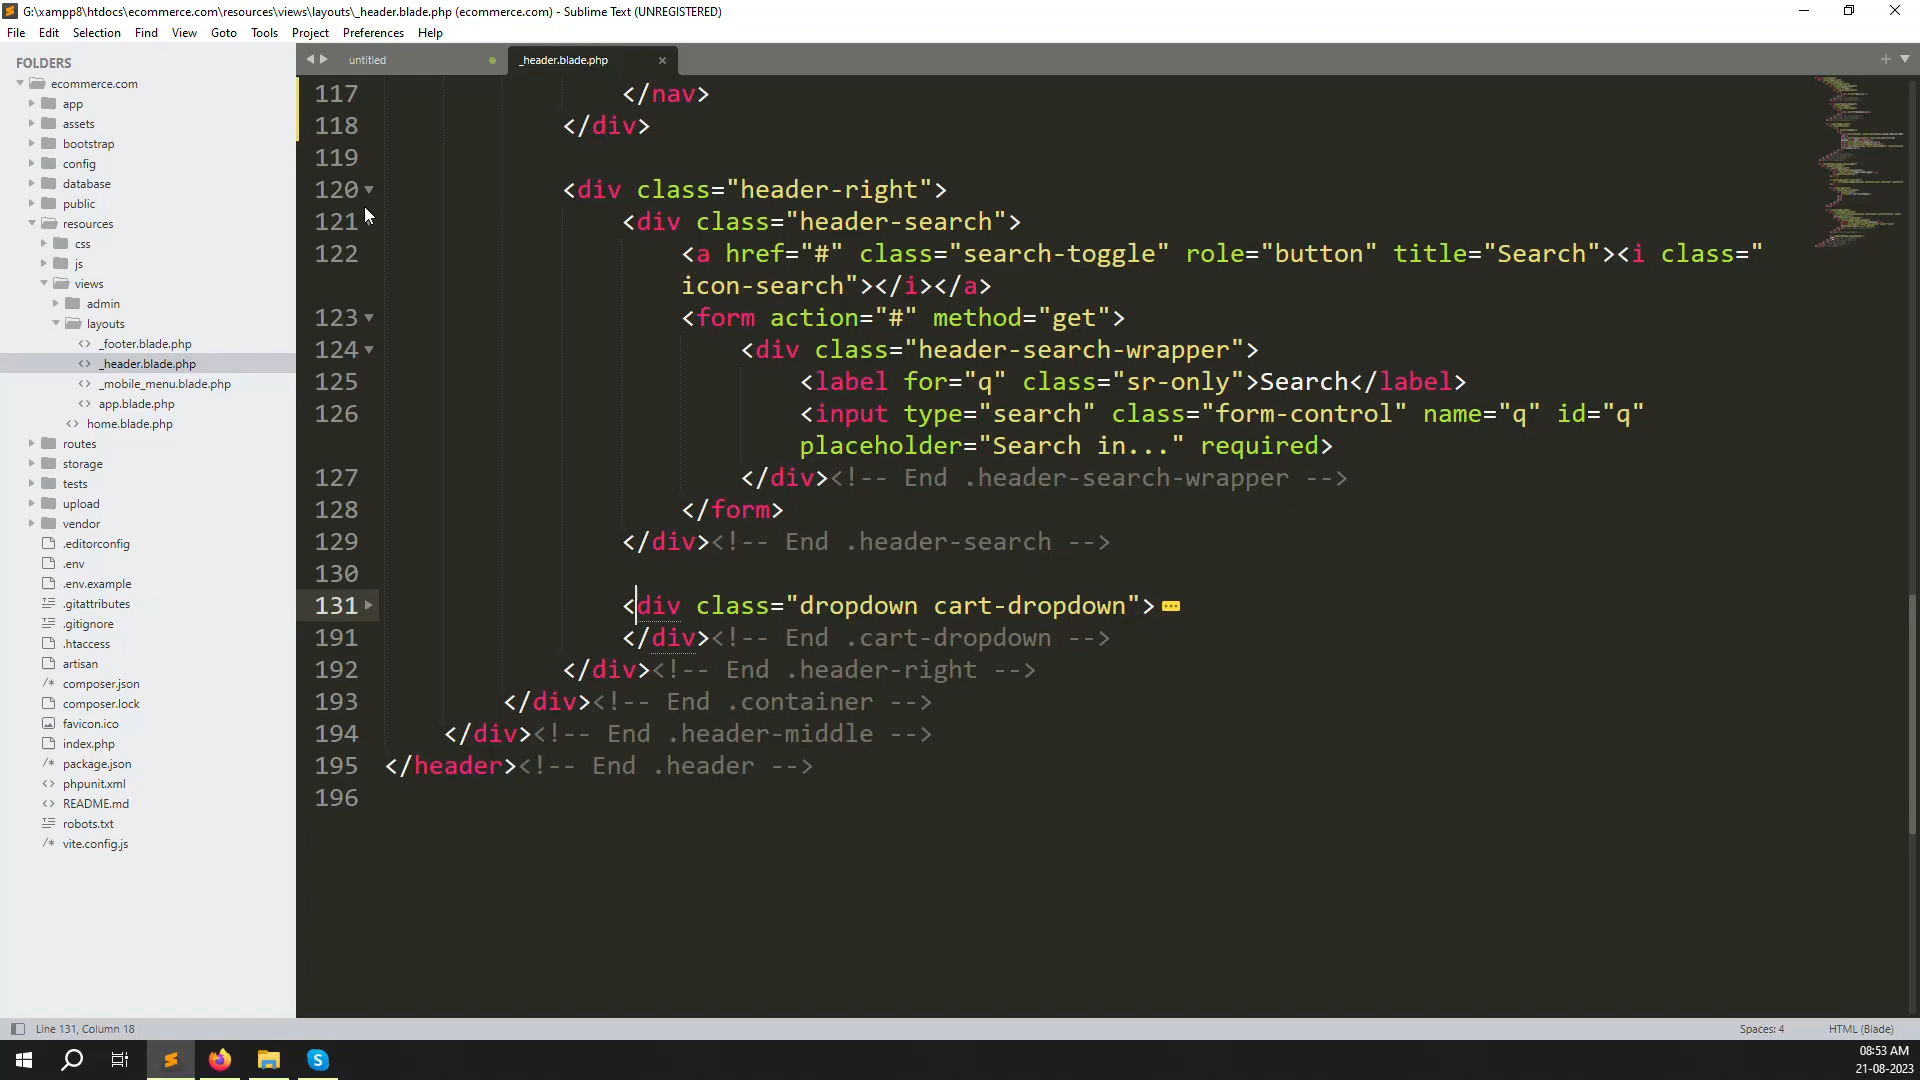 G:\xampp8\htdocs\ecommerce.com\resources\views\layouts\_header.blade.php (ecommerce.com) - Sublime Text (UNREGISTERED)
File Edit Selection Find View Goto Tools Project Preferences Help
FOLDERS
ecommerce.com
app
assets
bootstrap
config
database
public
resources
css
js
views
admin
layouts
_footer.blade.php
_header.blade.php
_mobile_menu.blade.php
app.blade.php
home.blade.php
routes
storage
tests
upload
vendor
.editorconfig
.env
.env.example
.gitattributes
.gitignore
.htaccess
artisan
composer.json
composer.lock
favicon.ico
index.php
package.json
phpunit.xml
README.md
robots.txt
vite.config.js
untitled
_header.blade.php
117 </nav>
118 </div>
119
120 <div class="header-right">
121 <div class="header-search">
122 <a href="#" class="search-toggle" role="button" title="Search"><i class="
icon-search"></i></a>
123 <form action="#" method="get">
124 <div class="header-search-wrapper">
125 <label for="q" class="sr-only">Search</label>
126 <input type="search" class="form-control" name="q" id="q"
placeholder="Search in..." required>
127 </div><!-- End .header-search-wrapper -->
128 </form>
129 </div><!-- End .header-search -->
130
131 <div class="dropdown cart-dropdown">
191 </div><!-- End .cart-dropdown -->
192 </div><!-- End .header-right -->
193 </div><!-- End .container -->
194 </div><!-- End .header-middle -->
195 </header><!-- End .header -->
196
Line 131, Column 18
Spaces: 4
HTML (Blade)
08:53 AM
21-08-2023